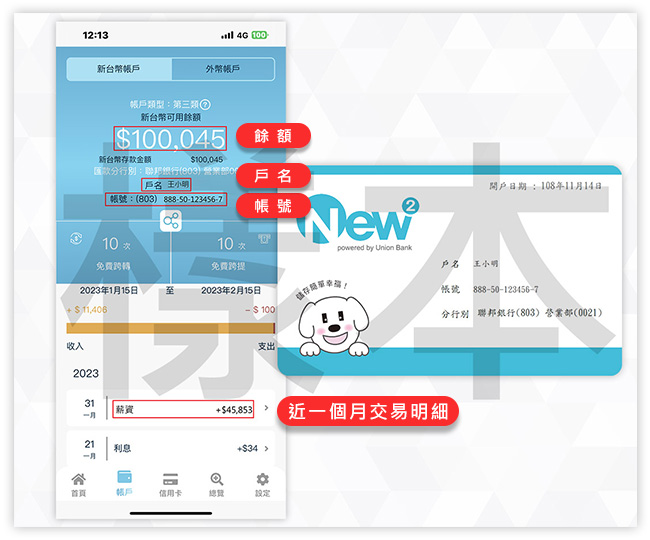 12:13
4G 100
新台幣帳戶 外幣帳戶
帳戶類型：第三類?
新台幣可用餘額
$100,045
餘 額
新台幣存款金額 $100,045
匯款分行別：聯邦銀行(803) 營業部00
戶名 王小明
戶 名
帳號：(803) 888-50-123456-7
帳 號
10 次
免費跨轉
10 次
免費跨提
2023年1月15日 至 2023年2月15日
+ $ 11,406 − $ 100
收入 支出
2023
31
一月
薪資 +$45,853
近一個月交易明細
21
一月
利息 +$34
首頁 帳戶 信用卡 總覽 設定
開戶日期 : 108年11月14日
New2
powered by Union Bank
儲存簡單幸福！
戶名 王小明
帳號 888-50-123456-7
分行別 聯邦銀行(803) 營業部(0021)
樣本